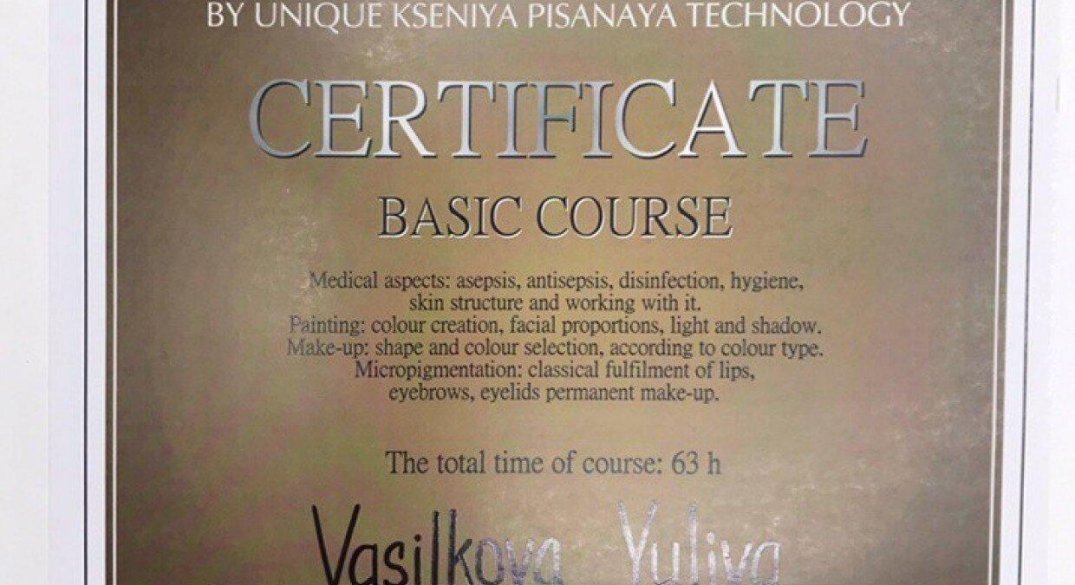 BY UNIQUE KSENIYA PISANAYA TECHNOLOGY
CERTIFICATE
BASIC COURSE
Medical aspects: asepsis, antisepsis, disinfection, hygiene,
skin structure and working with it.
Painting: colour creation, facial proportions, light and shadow.
Make-up: shape and colour selection, according to colour type.
Micropigmentation: classical fulfilment of lips,
eyebrows, eyelids permanent make-up.
The total time of course: 63 h
Vasilkova Yuliya